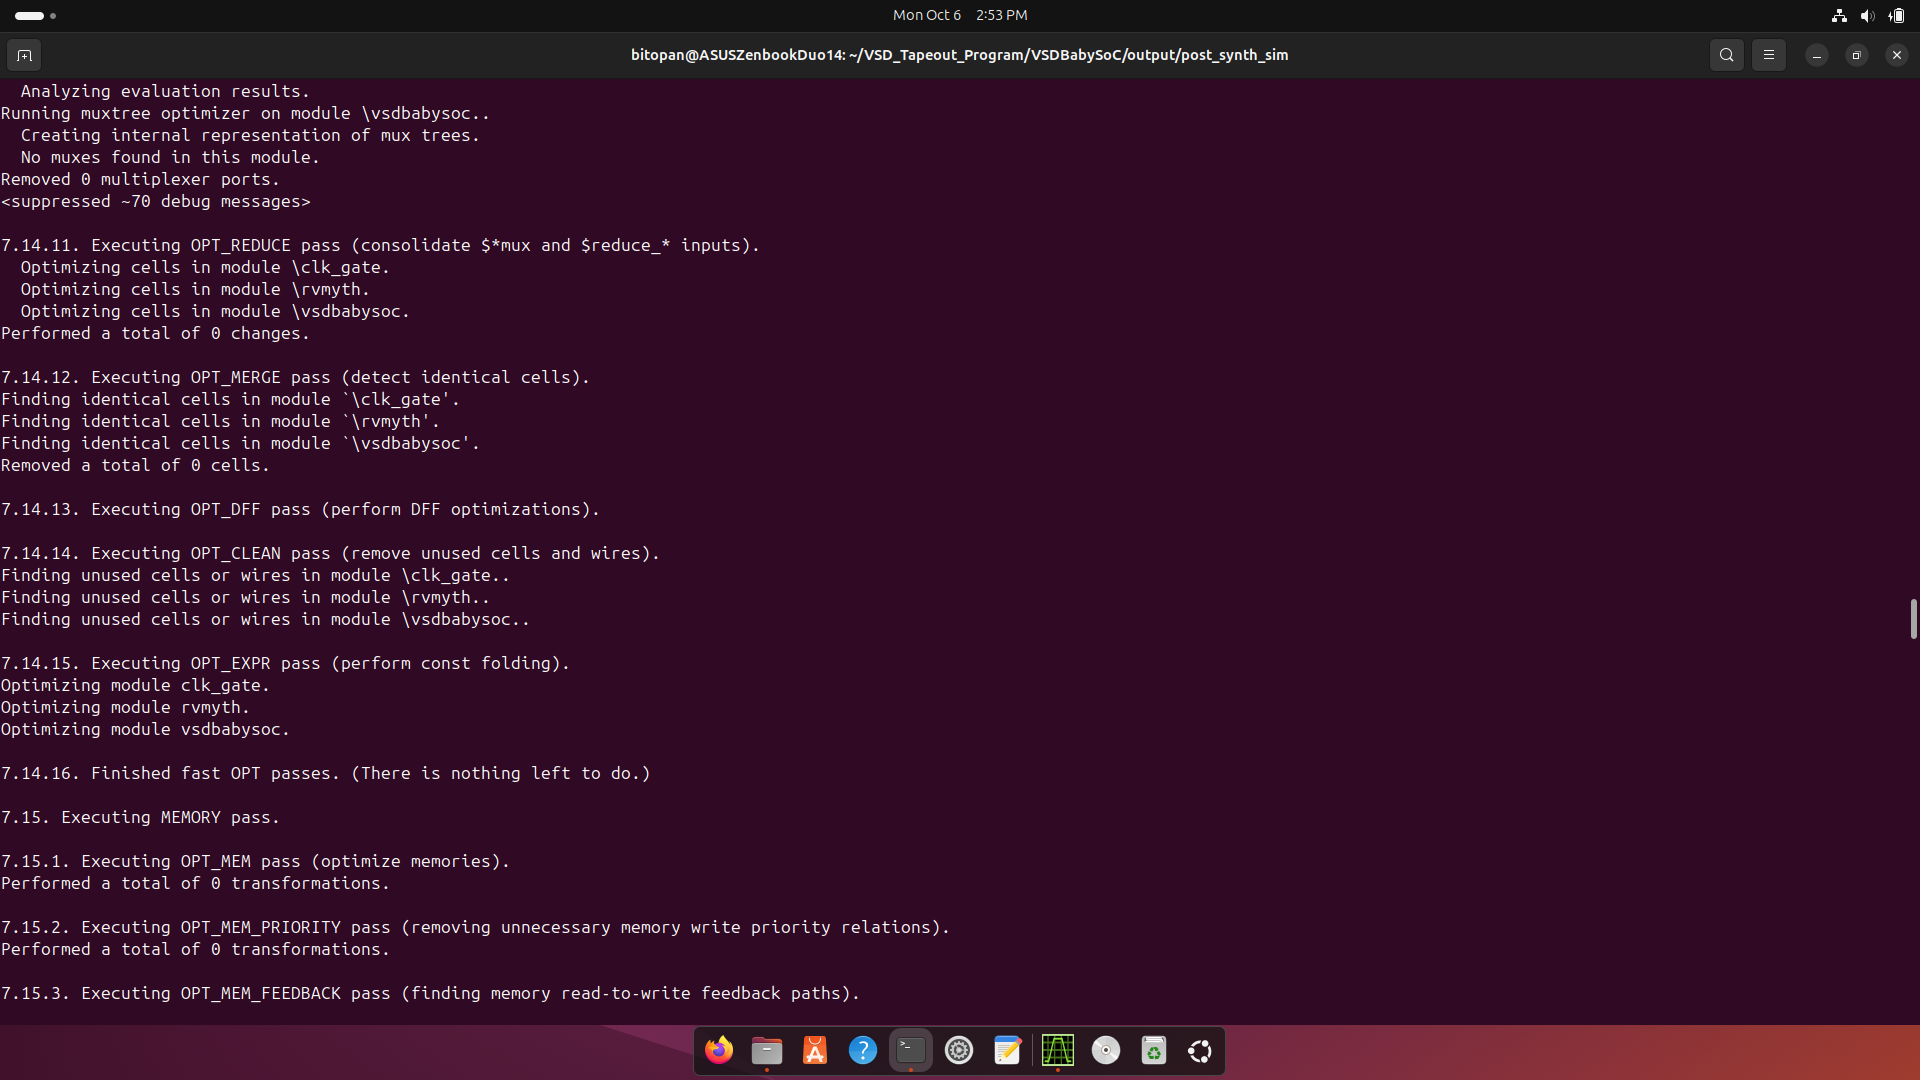 Mon Oct 6 2:53 PM
bitopan@ASUSZenbookDuo14: ~/VSD_Tapeout_Program/VSDBabySoC/output/post_synth_sim
  Analyzing evaluation results.
Running muxtree optimizer on module \vsdbabysoc..
  Creating internal representation of mux trees.
  No muxes found in this module.
Removed 0 multiplexer ports.
<suppressed ~70 debug messages>
7.14.11. Executing OPT_REDUCE pass (consolidate $*mux and $reduce_* inputs).
  Optimizing cells in module \clk_gate.
  Optimizing cells in module \rvmyth.
  Optimizing cells in module \vsdbabysoc.
Performed a total of 0 changes.
7.14.12. Executing OPT_MERGE pass (detect identical cells).
Finding identical cells in module `\clk_gate'.
Finding identical cells in module `\rvmyth'.
Finding identical cells in module `\vsdbabysoc'.
Removed a total of 0 cells.
7.14.13. Executing OPT_DFF pass (perform DFF optimizations).
7.14.14. Executing OPT_CLEAN pass (remove unused cells and wires).
Finding unused cells or wires in module \clk_gate..
Finding unused cells or wires in module \rvmyth..
Finding unused cells or wires in module \vsdbabysoc..
7.14.15. Executing OPT_EXPR pass (perform const folding).
Optimizing module clk_gate.
Optimizing module rvmyth.
Optimizing module vsdbabysoc.
7.14.16. Finished fast OPT passes. (There is nothing left to do.)
7.15. Executing MEMORY pass.
7.15.1. Executing OPT_MEM pass (optimize memories).
Performed a total of 0 transformations.
7.15.2. Executing OPT_MEM_PRIORITY pass (removing unnecessary memory write priority relations).
Performed a total of 0 transformations.
7.15.3. Executing OPT_MEM_FEEDBACK pass (finding memory read-to-write feedback paths).